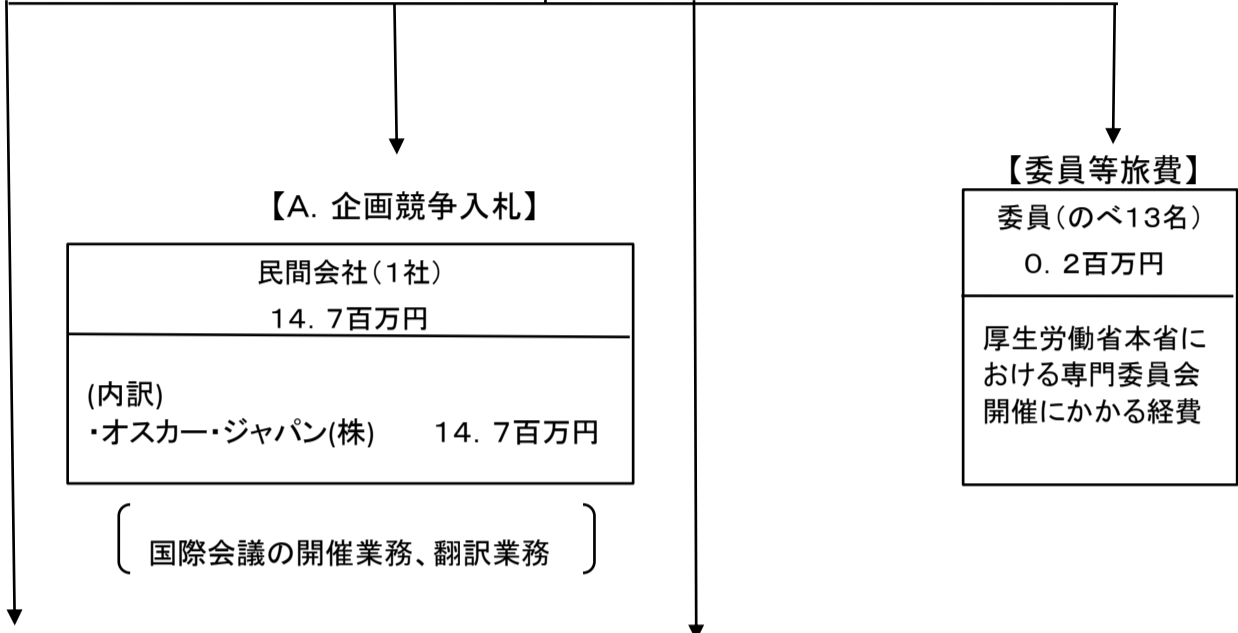 【A．企画競争入札】
民間会社（１社）
１４．７百万円
(内訳)
・オスカー・ジャパン(株)　　１４．７百万円
国際会議の開催業務、翻訳業務
【委員等旅費】
委員（のべ１３名）
０．２百万円
厚生労働省本省に
おける専門委員会
開催にかかる経費